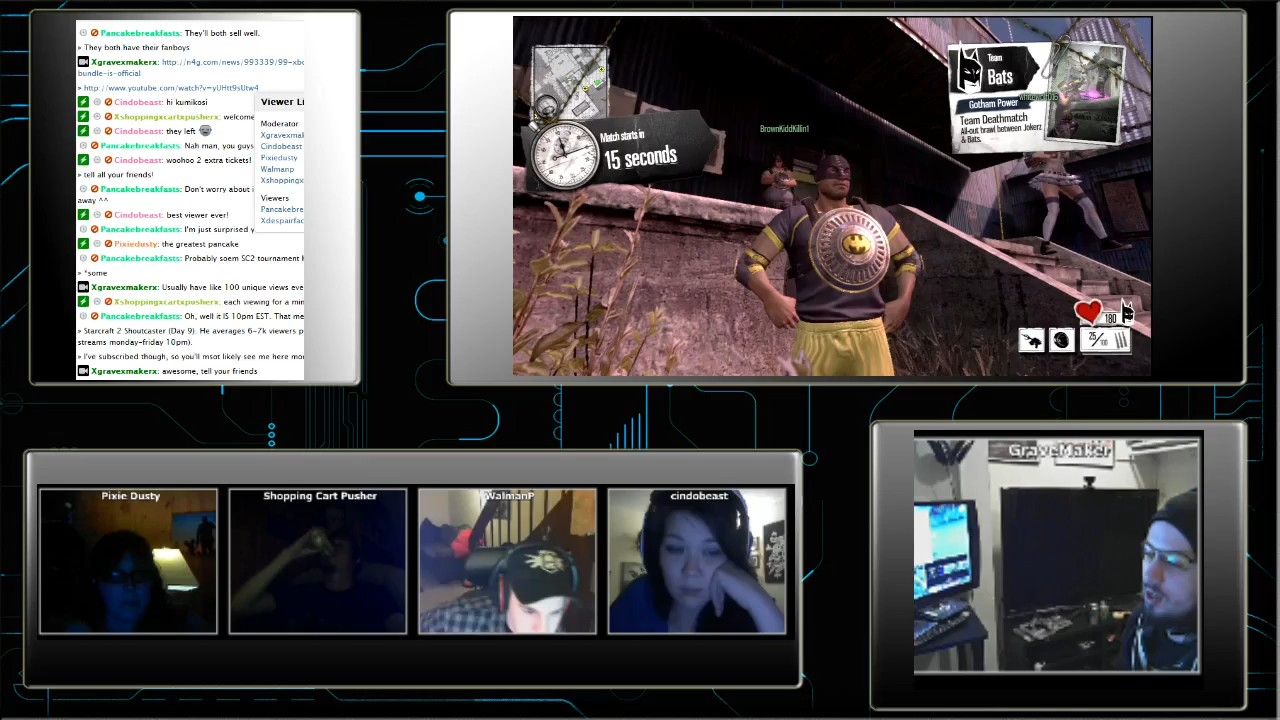 Pancakebreakfasts: They'll both sell well.
» They both have their fanboys
Xgravexmakerx: http://n4g.com/news/993339/99-xbo
bundle-is-official
» http://www.youtube.com/watch?v=yUHtt9sUtw4
Cindobeast: hi kumikosi
Xshoppingxcartxpusherx: welcome
Cindobeast: they left
Pancakebreakfasts: Nah man, you guys
Cindobeast: woohoo 2 extra tickets!
» tell all your friends!
Pancakebreakfasts: Don't worry about i
away ^^
Cindobeast: best viewer ever!
Pancakebreakfasts: I'm just surprised y
Pixiedusty: the greatest pancake
Pancakebreakfasts: Probably soem SC2 tournament
» *some
Xgravexmakerx: Usually have like 100 unique views eve
Xshoppingxcartxpusherx: each viewing for a min
Pancakebreakfasts: Oh, well it IS 10pm EST. That me
» Starcraft 2 Shoutcaster (Day 9). He averages 6-7k viewers p
streams monday-friday 10pm).
» I've subscribed though, so you'll msot likely see me here mo
Xgravexmakerx: awesome, tell your friends
Viewer Li
Moderator
Xgravexmak
Cindobeast
Pixiedusty
Walmanp
Xshoppingx
Viewers
Pancakebre
Xdespairfac
Match starts in
15 seconds
BrownKiddKillin1
Team
Bats
Gotham Power
Team Deathmatch
All-out brawl between Jokerz
& Bats.
180
25/100
Pixie Dusty
Shopping Cart Pusher
WalmanP
cindobeast
GraveMaker